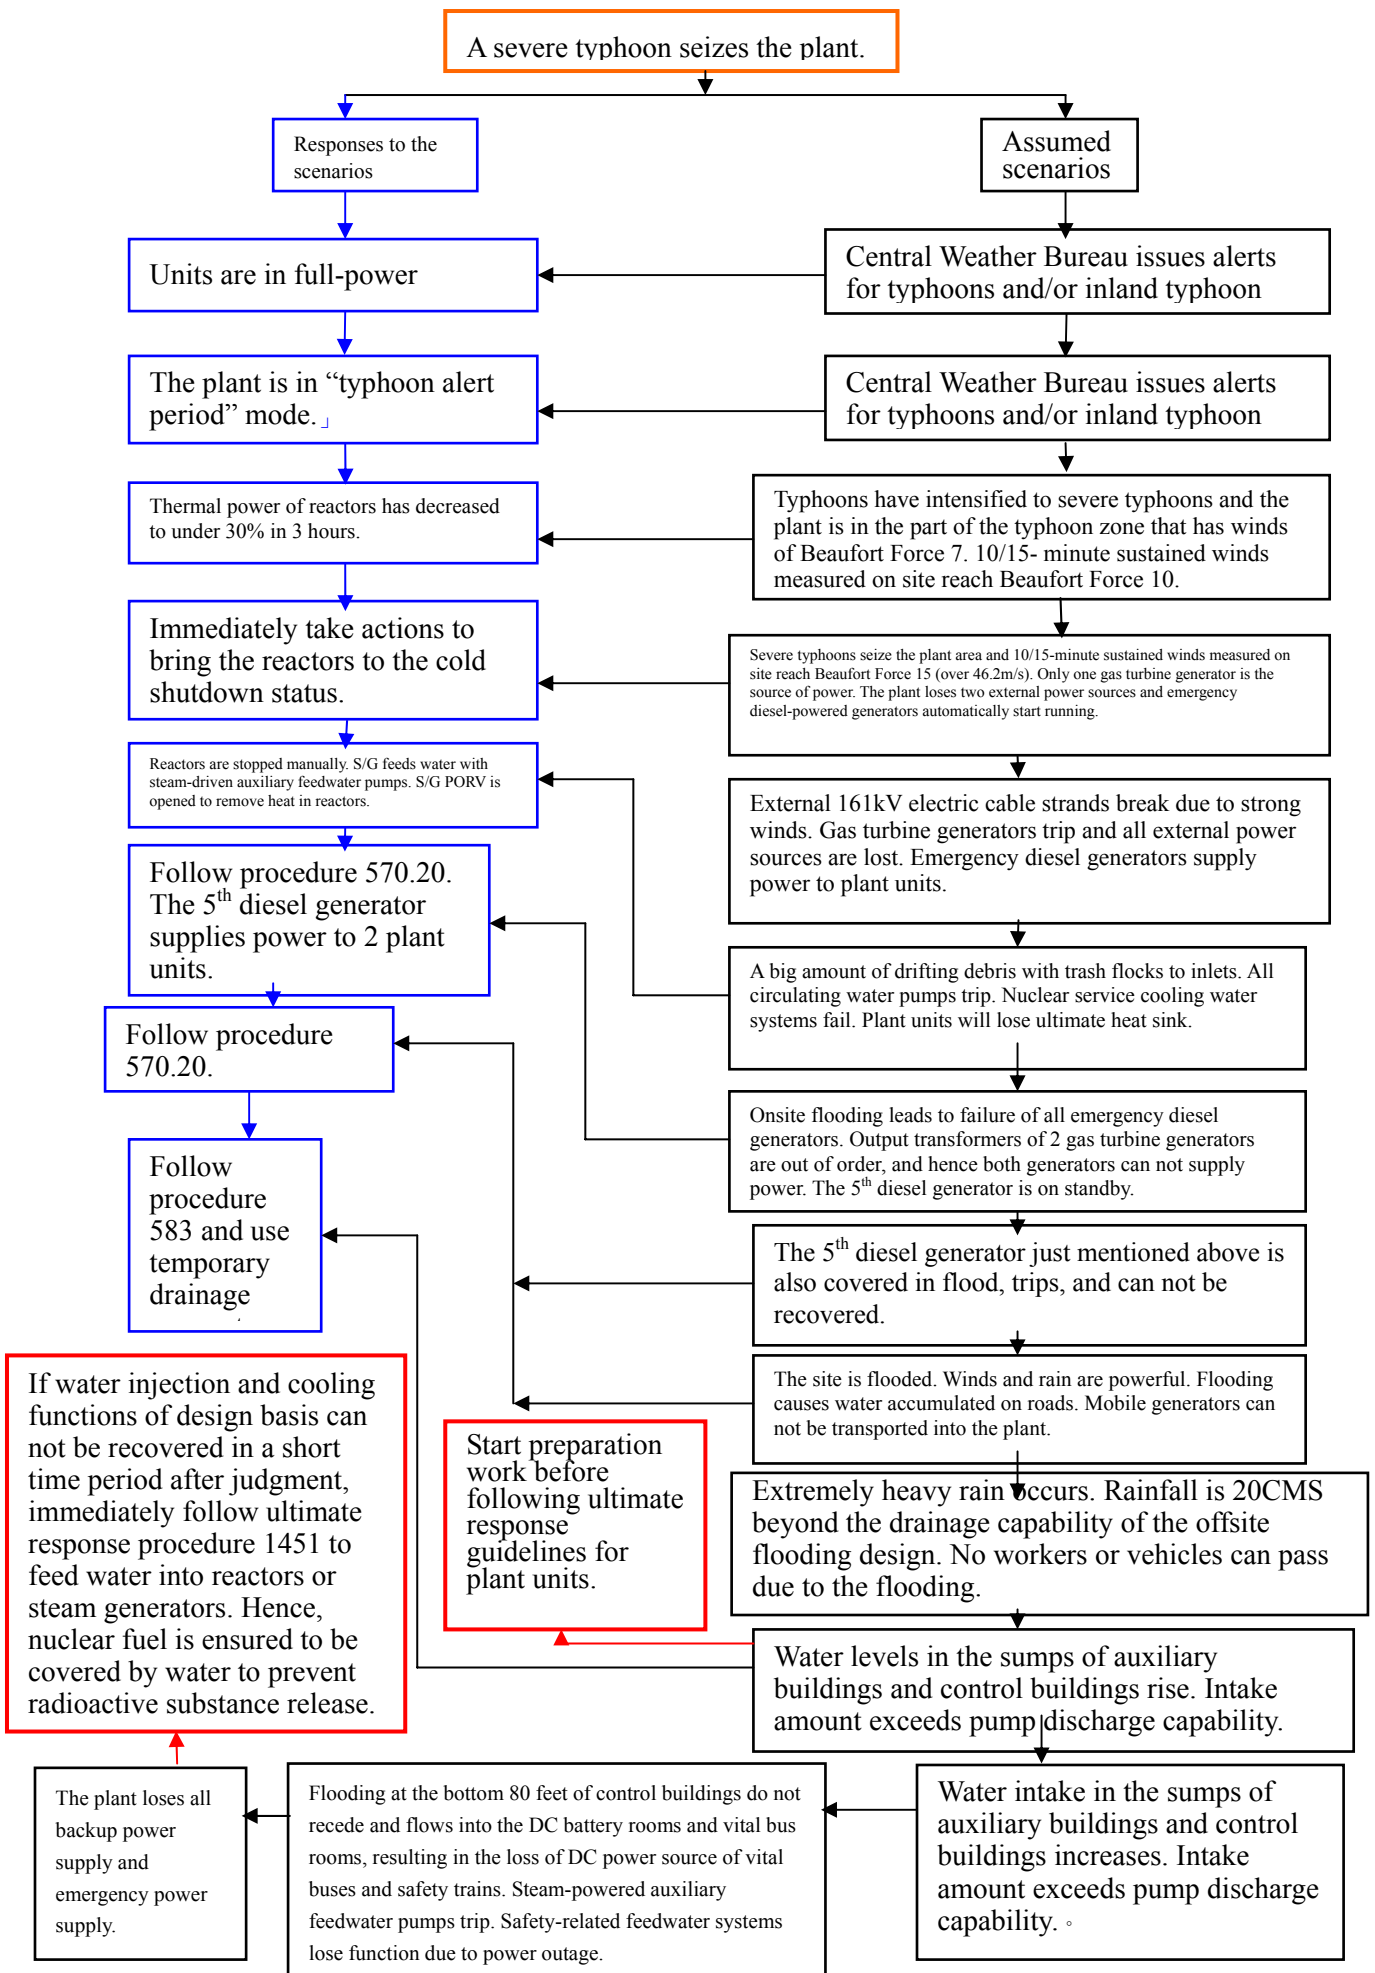 A severe typhoon seizes the plant.
Responses to the
scenarios
Assumed
scenarios
Units are in full-power
Central Weather Bureau issues alerts
for typhoons and/or inland typhoon
The plant is in “typhoon alert
period” mode.」
Central Weather Bureau issues alerts
for typhoons and/or inland typhoon
Thermal power of reactors has decreased
to under 30% in 3 hours.
Typhoons have intensified to severe typhoons and the
plant is in the part of the typhoon zone that has winds
of Beaufort Force 7. 10/15- minute sustained winds
measured on site reach Beaufort Force 10.
Immediately take actions to
bring the reactors to the cold
shutdown status.
Severe typhoons seize the plant area and 10/15-minute sustained winds measured on
site reach Beaufort Force 15 (over 46.2m/s). Only one gas turbine generator is the
source of power. The plant loses two external power sources and emergency
diesel-powered generators automatically start running.
Reactors are stopped manually. S/G feeds water with
steam-driven auxiliary feedwater pumps. S/G PORV is
opened to remove heat in reactors.
External 161kV electric cable strands break due to strong
winds. Gas turbine generators trip and all external power
sources are lost. Emergency diesel generators supply
power to plant units.
Follow procedure 570.20.
The 5th diesel generator
supplies power to 2 plant
units.
A big amount of drifting debris with trash flocks to inlets. All
circulating water pumps trip. Nuclear service cooling water
systems fail. Plant units will lose ultimate heat sink.
Follow procedure
570.20.
Onsite flooding leads to failure of all emergency diesel
generators. Output transformers of 2 gas turbine generators
are out of order, and hence both generators can not supply
power. The 5th diesel generator is on standby.
Follow
procedure
583 and use
temporary
drainage
The 5th diesel generator just mentioned above is
also covered in flood, trips, and can not be
recovered.
The site is flooded. Winds and rain are powerful. Flooding
causes water accumulated on roads. Mobile generators can
not be transported into the plant.
If water injection and cooling
functions of design basis can
not be recovered in a short
time period after judgment,
immediately follow ultimate
response procedure 1451 to
feed water into reactors or
steam generators. Hence,
nuclear fuel is ensured to be
covered by water to prevent
radioactive substance release.
Start preparation
work before
following ultimate
response
guidelines for
plant units.
Extremely heavy rain occurs. Rainfall is 20CMS
beyond the drainage capability of the offsite
flooding design. No workers or vehicles can pass
due to the flooding.
Water levels in the sumps of auxiliary
buildings and control buildings rise. Intake
amount exceeds pump discharge capability.
The plant loses all
backup power
supply and
emergency power
supply.
Flooding at the bottom 80 feet of control buildings do not
recede and flows into the DC battery rooms and vital bus
rooms, resulting in the loss of DC power source of vital
buses and safety trains. Steam-powered auxiliary
feedwater pumps trip. Safety-related feedwater systems
lose function due to power outage.
Water intake in the sumps of
auxiliary buildings and control
buildings increases. Intake
amount exceeds pump discharge
capability. 。